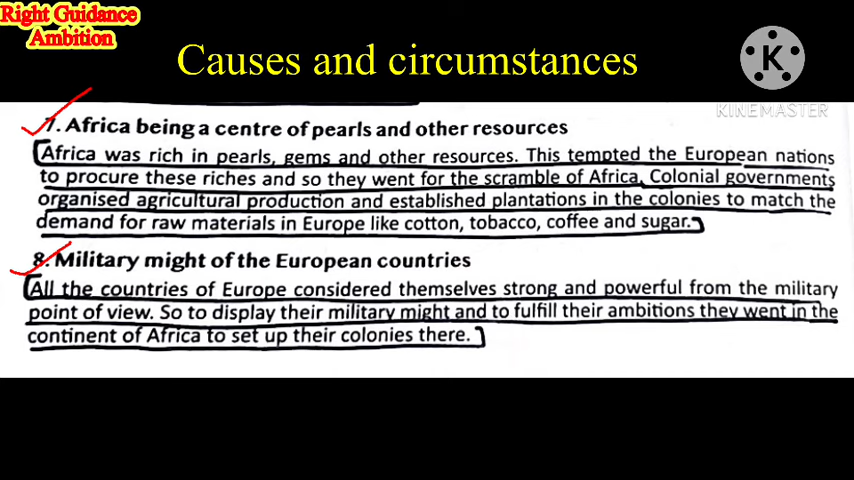 Right Guidance
Ambition
Causes and circumstances
KINEMASTER
7. Africa being a centre of pearls and other resources
Africa was rich in pearls, gems and other resources. This tempted the European nations
to procure these riches and so they went for the scramble of Africa. Colonial governments
organised agricultural production and established plantations in the colonies to match the
demand for raw materials in Europe like cotton, tobacco, coffee and sugar.
8. Military might of the European countries
All the countries of Europe considered themselves strong and powerful from the military
point of view. So to display their military might and to fulfill their ambitions they went in the
continent of Africa to set up their colonies there.